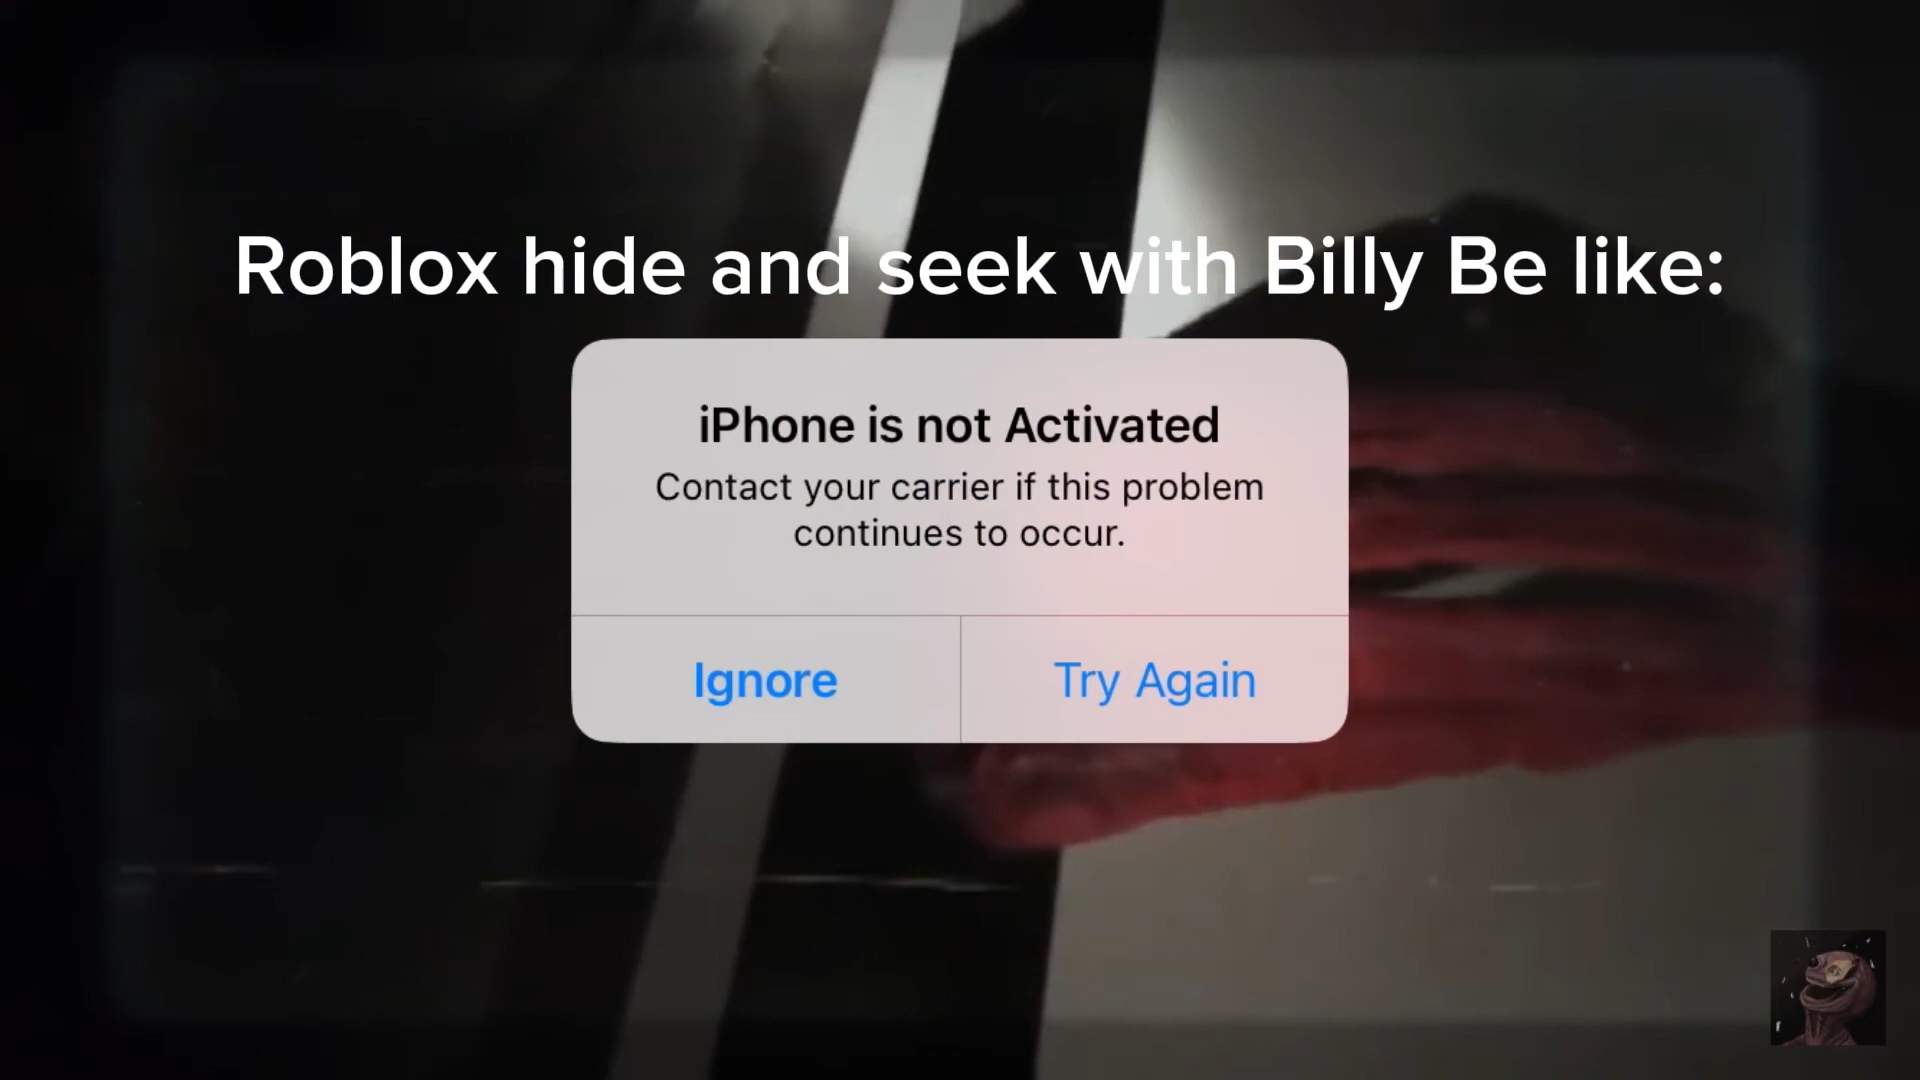 Roblox hide and seek with Billy Be like:
iPhone is not Activated
Contact your carrier if this problem
continues to occur.
Ignore
Try Again